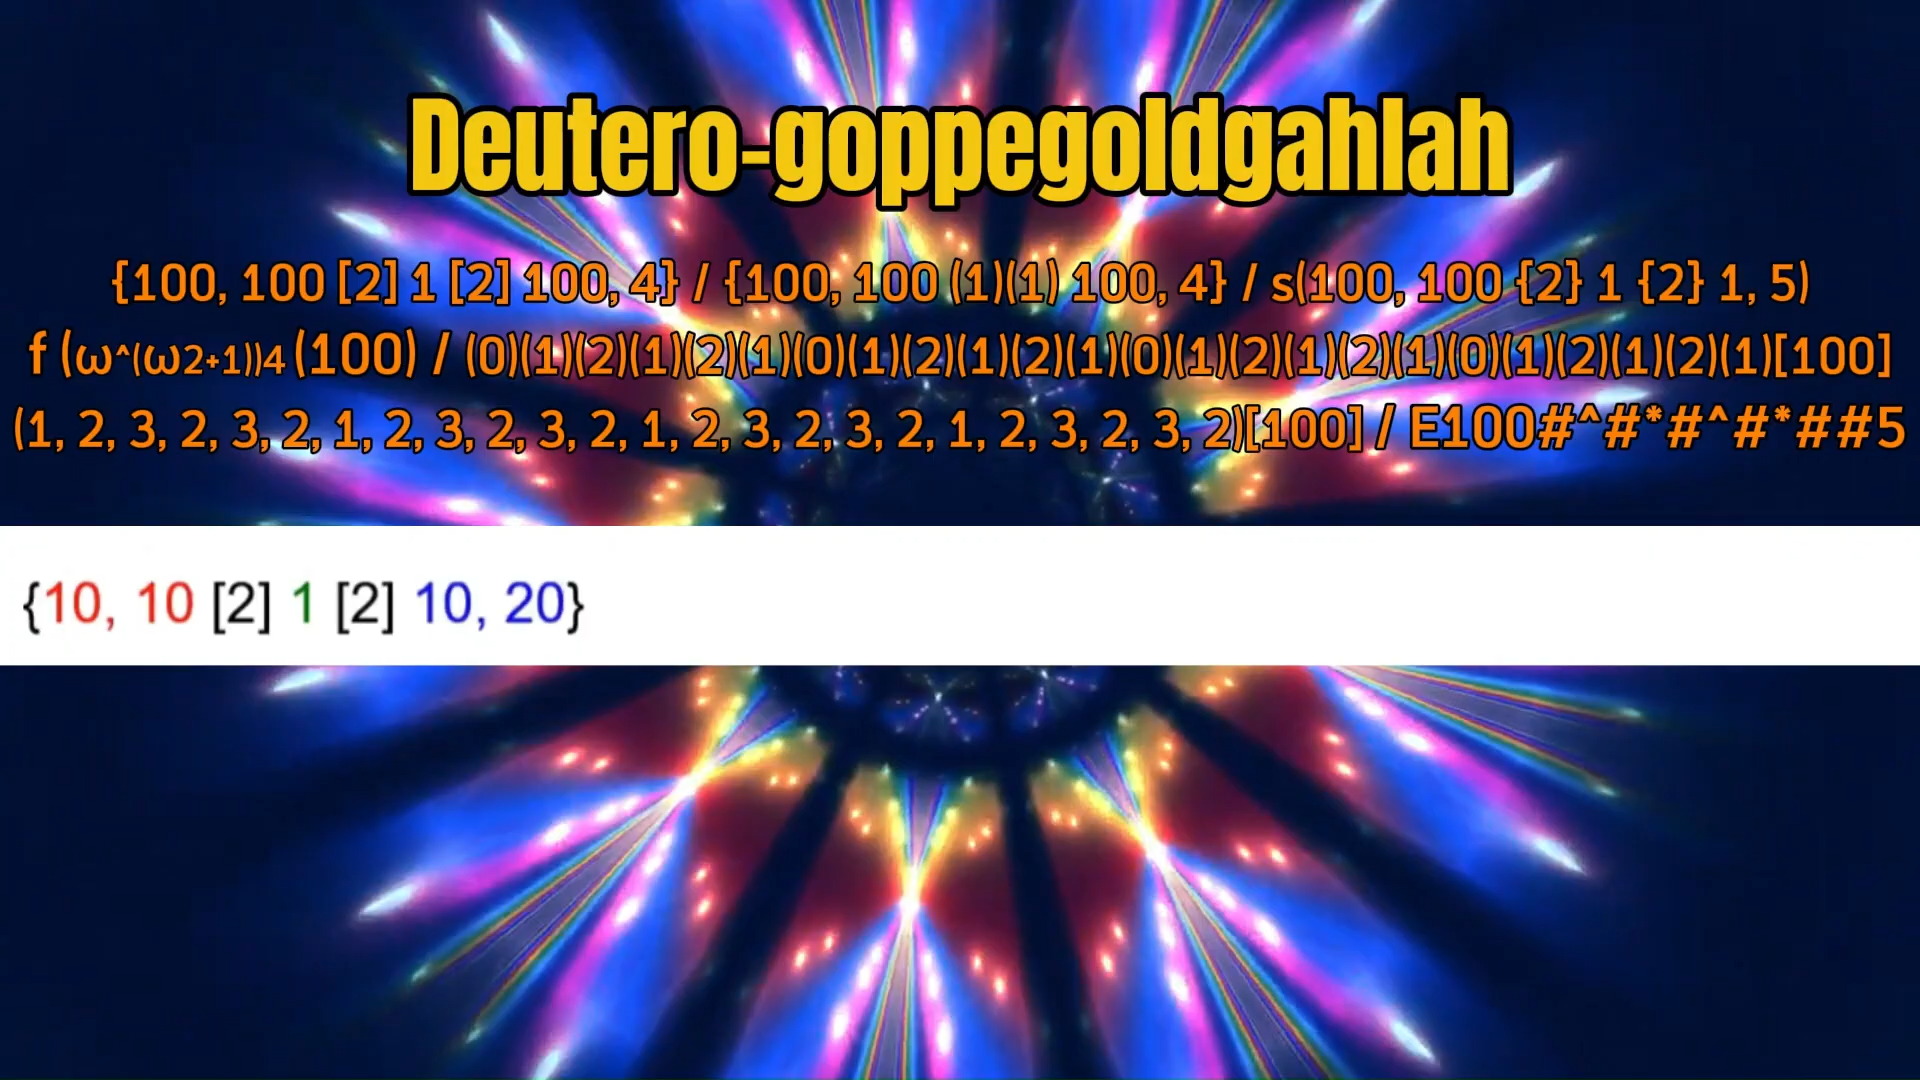 Deutero-goppegoldgahlah
{100, 100 [2] 1 [2] 100, 4} / {100, 100 (1)(1) 100, 4} / s(100, 100 {2} 1 {2} 1, 5)
f (ω^(ω2+1))4 (100) / (0)(1)(2)(1)(2)(1)(0)(1)(2)(1)(2)(1)(0)(1)(2)(1)(2)(1)(0)(1)(2)(1)(2)(1)[100]
(1, 2, 3, 2, 3, 2, 1, 2, 3, 2, 3, 2, 1, 2, 3, 2, 3, 2, 1, 2, 3, 2, 3, 2)[100] / E100#^#*#^#*##5
{10, 10 [2] 1 [2] 10, 20}